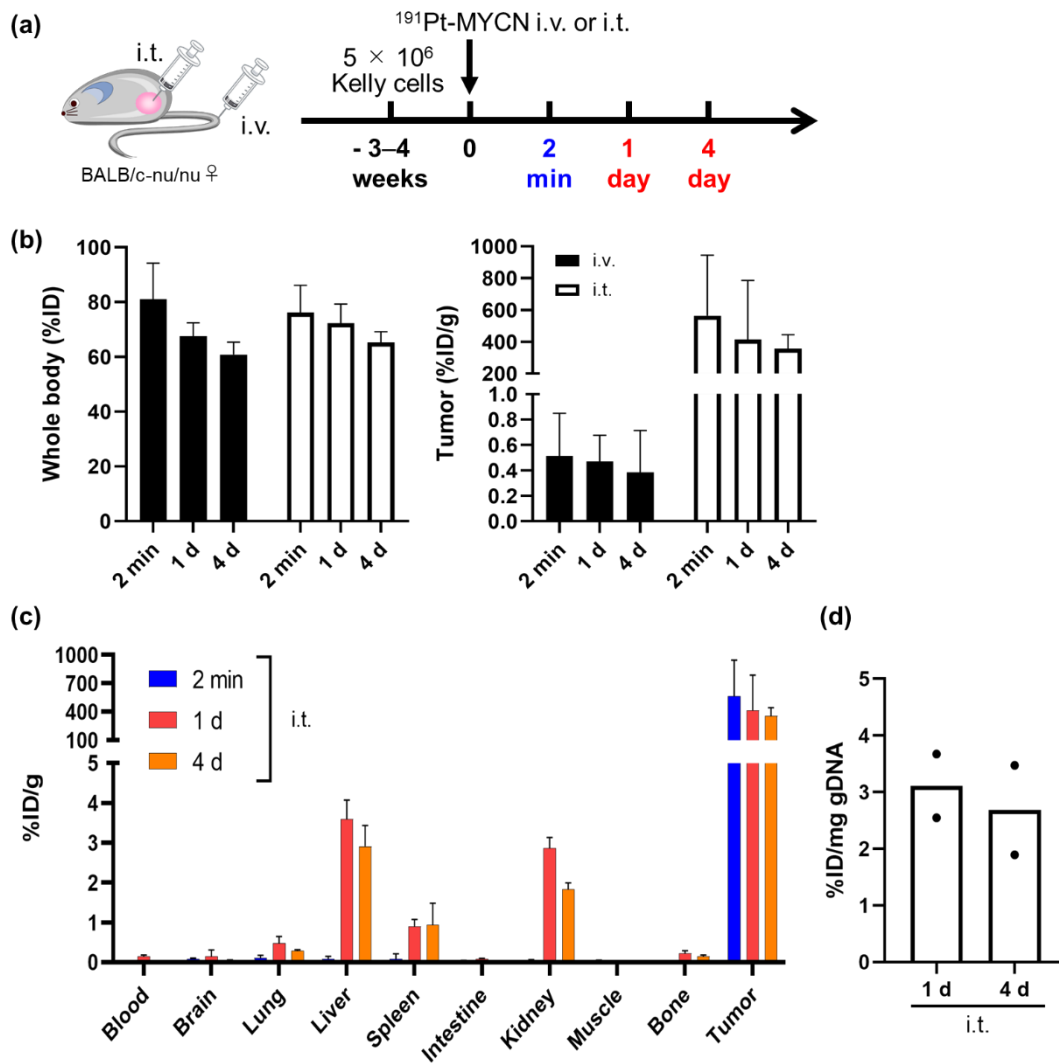 (a)
¹⁹¹Pt-MYCN i.v. or i.t.
i.t.
5 × 10⁶
Kelly cells
i.v.
BALB/c-nu/nu ♀
- 3–4
weeks
0
2
min
1
day
4
day
(b)
Whole body (%ID)
100
80
60
40
20
0
2 min
1 d
4 d
2 min
1 d
4 d
Tumor (%ID/g)
1000
800
600
400
200
1.0
0.8
0.6
0.4
0.2
0.0
i.v.
i.t.
2 min
1 d
4 d
2 min
1 d
4 d
(c)
%ID/g
1000
700
400
100
5
4
3
2
1
0
2 min
1 d
4 d
i.t.
Blood
Brain
Lung
Liver
Spleen
Intestine
Kidney
Muscle
Bone
Tumor
(d)
%ID/mg gDNA
5
4
3
2
1
0
1 d
4 d
i.t.